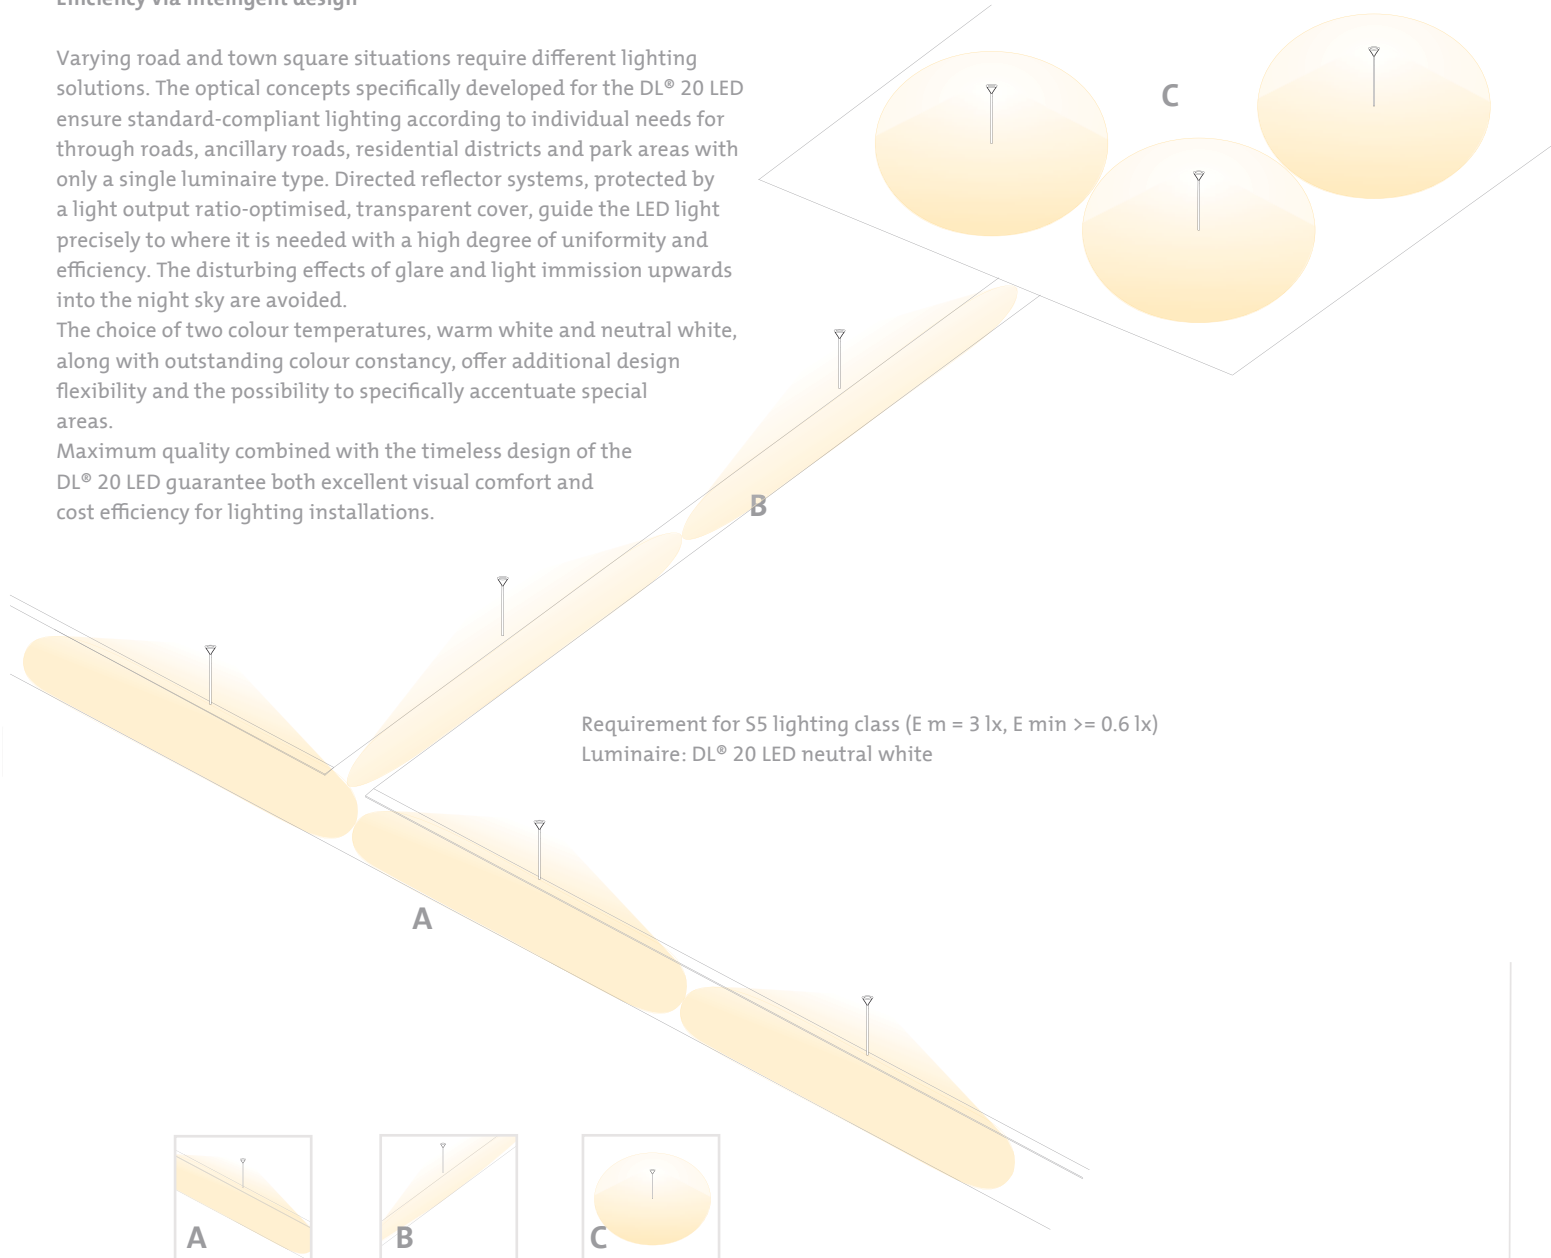 Efficiency via intelligent design
Varying road and town square situations require different lighting
solutions. The optical concepts specifically developed for the DL® 20 LED
ensure standard-compliant lighting according to individual needs for
through roads, ancillary roads, residential districts and park areas with
only a single luminaire type. Directed reflector systems, protected by
a light output ratio-optimised, transparent cover, guide the LED light
precisely to where it is needed with a high degree of uniformity and
efficiency. The disturbing effects of glare and light immission upwards
into the night sky are avoided.
The choice of two colour temperatures, warm white and neutral white,
along with outstanding colour constancy, offer additional design
flexibility and the possibility to specifically accentuate special
areas.
Maximum quality combined with the timeless design of the
DL® 20 LED guarantee both excellent visual comfort and
cost efficiency for lighting installations.
C
B
Requirement for S5 lighting class (E m = 3 lx, E min >= 0.6 lx)
Luminaire: DL® 20 LED neutral white
A
A
B
C